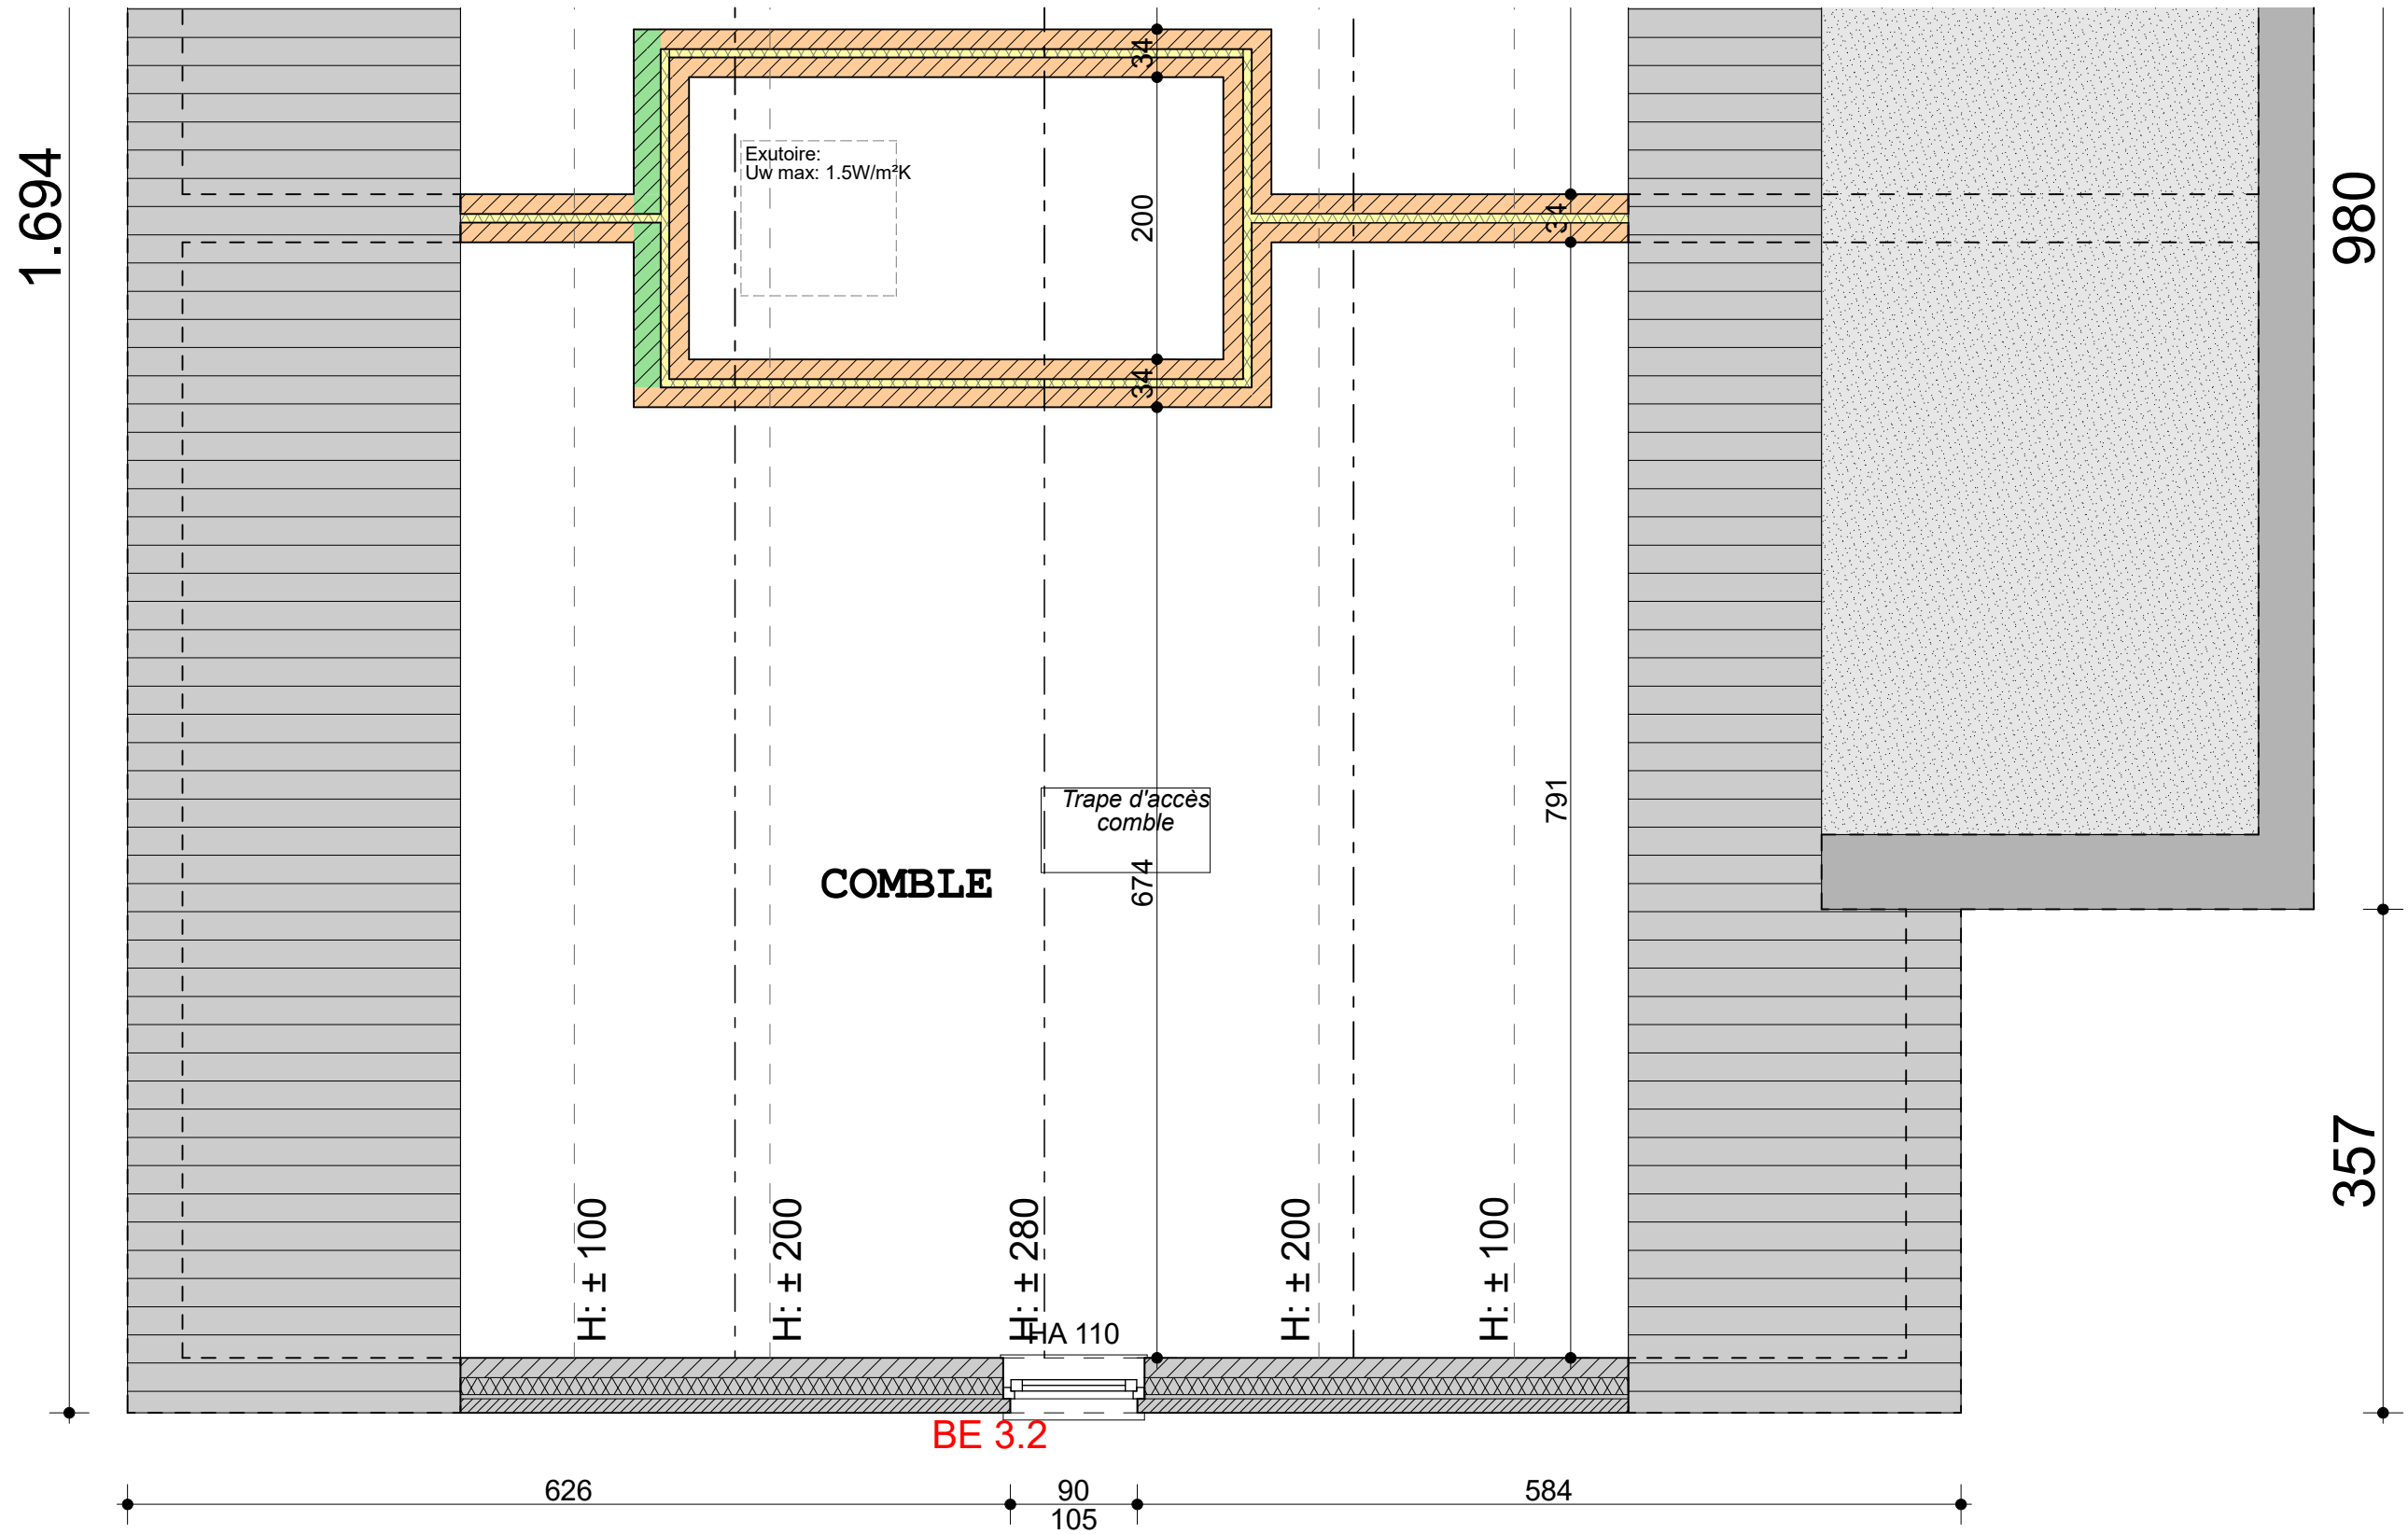 34
1.694
Exutoire:
Uw max: 1.5W/m²K
200
34
980
34
Trape d'accès
comble
791
COMBLE
674
357
H: ± 100
H: ± 200
H: ± 280
H: ± 200
H: ± 100
HA 110
BE 3.2
626
90
584
105